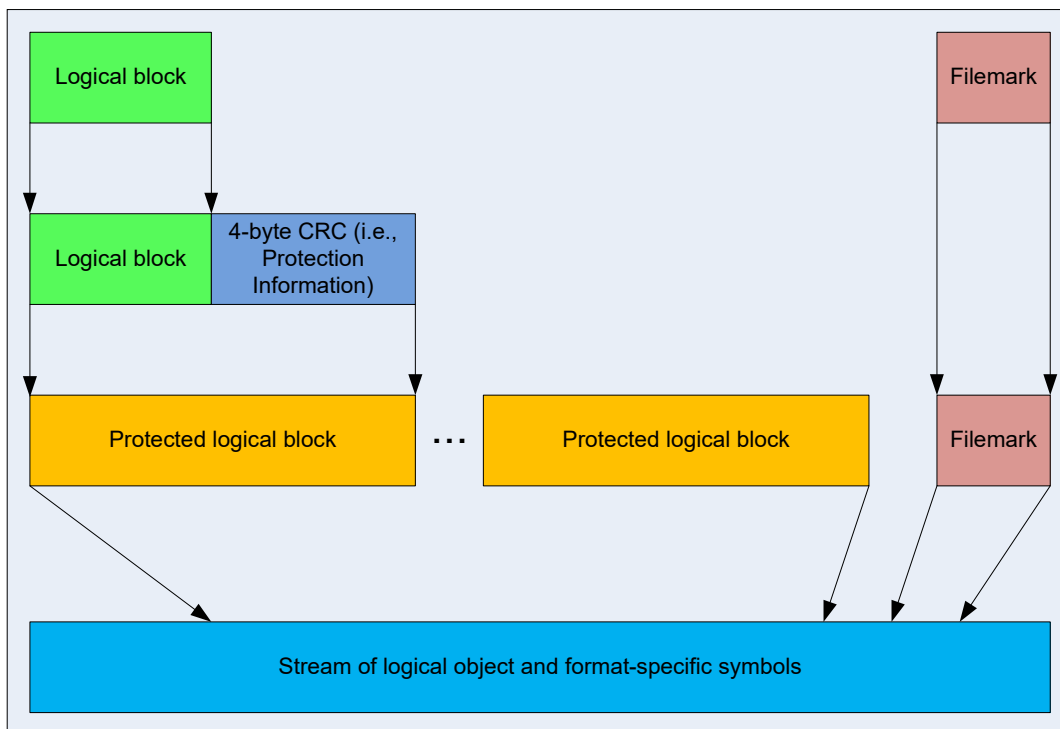 Logical block
Filemark
Logical block
4-byte CRC (i.e.,
Protection
Information)
Protected logical block
...
Protected logical block
Filemark
Stream of logical object and format-specific symbols